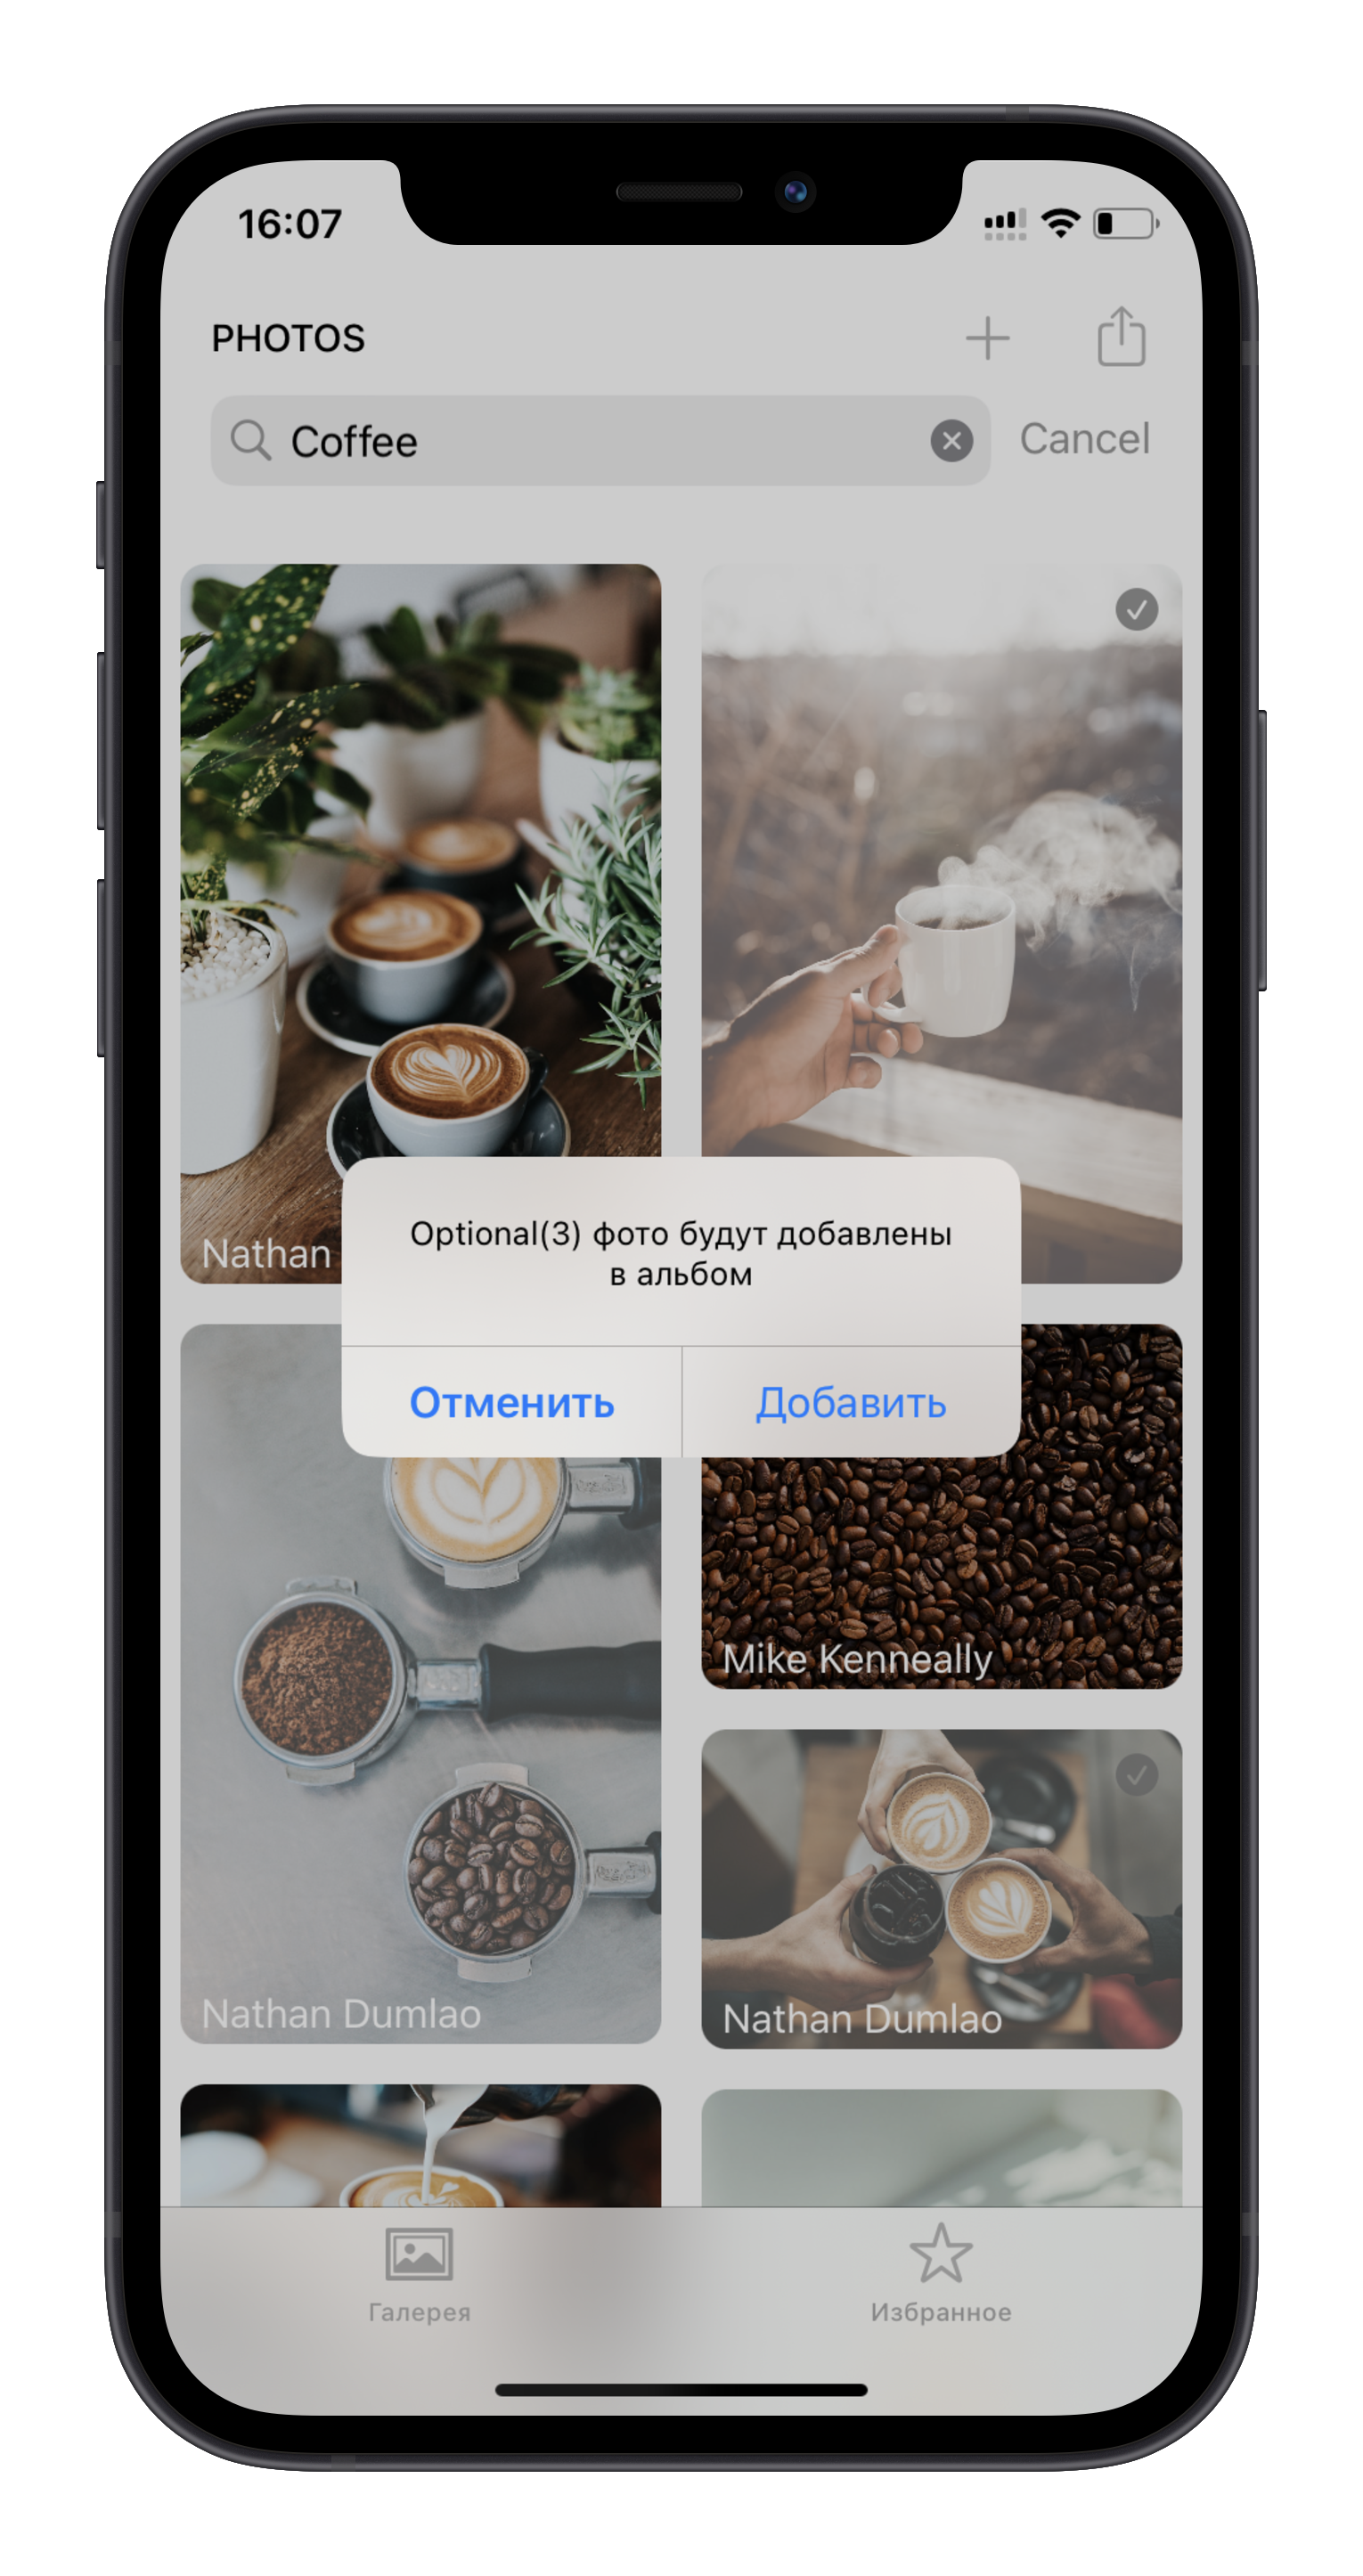 16:07
PHOTOS
Coffee
Cancel
Nathan
Optional(3) фото будут добавлены
в альбом
Отменить
Добавить
Mike Kenneally
Nathan Dumlao
Nathan Dumlao
Галерея
Избранное